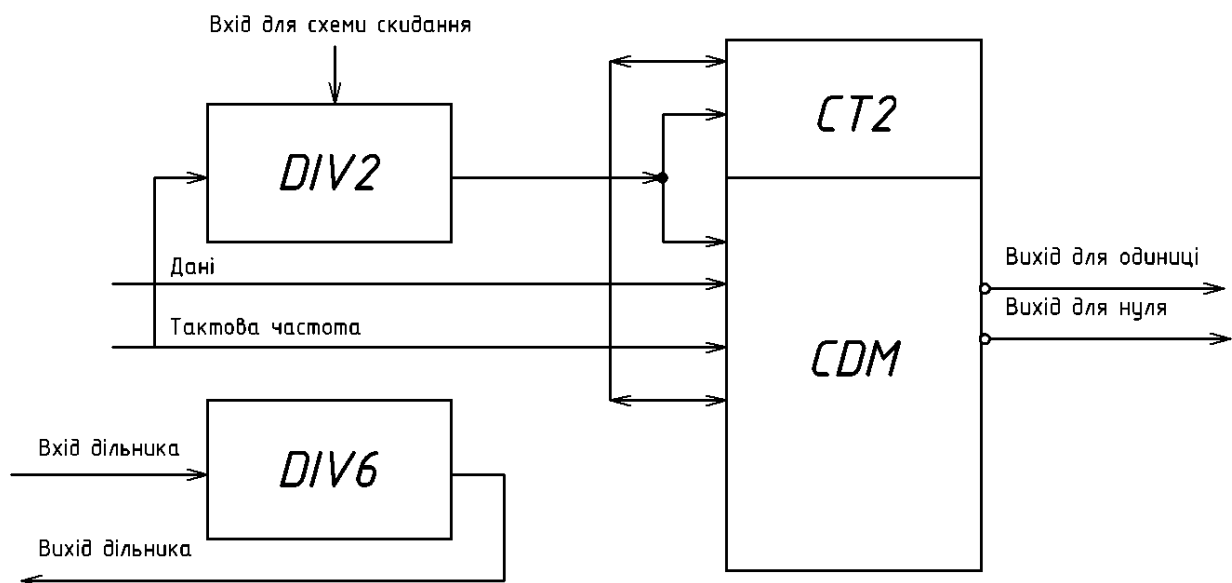 Вхід для схеми скидання
CT2
DIV2
Дані
Вихід для одиниці
Вихід для нуля
Тактова частота
CDM
Вхід дільника
DIV6
Вихід дільника